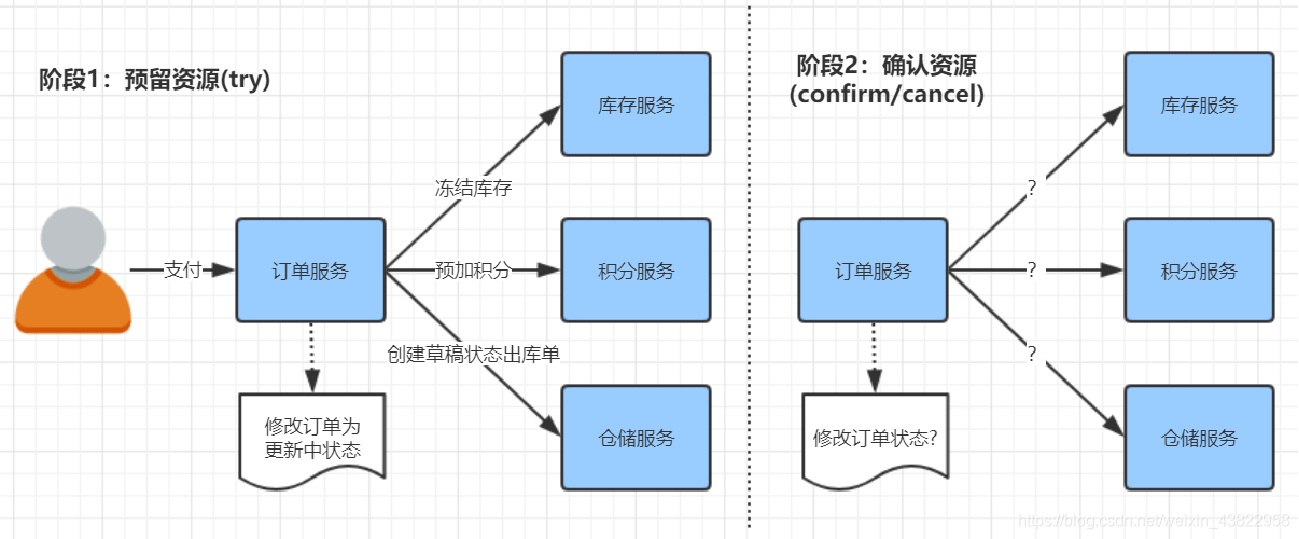 阶段1：预留资源(try)
支付
订单服务
修改订单为
更新中状态
冻结库存
预加积分
创建草稿状态出库单
库存服务
积分服务
仓储服务
阶段2：确认资源
(confirm/cancel)
订单服务
修改订单状态?
?
?
?
库存服务
积分服务
仓储服务
https://blog.csdn.net/weixin_43822958